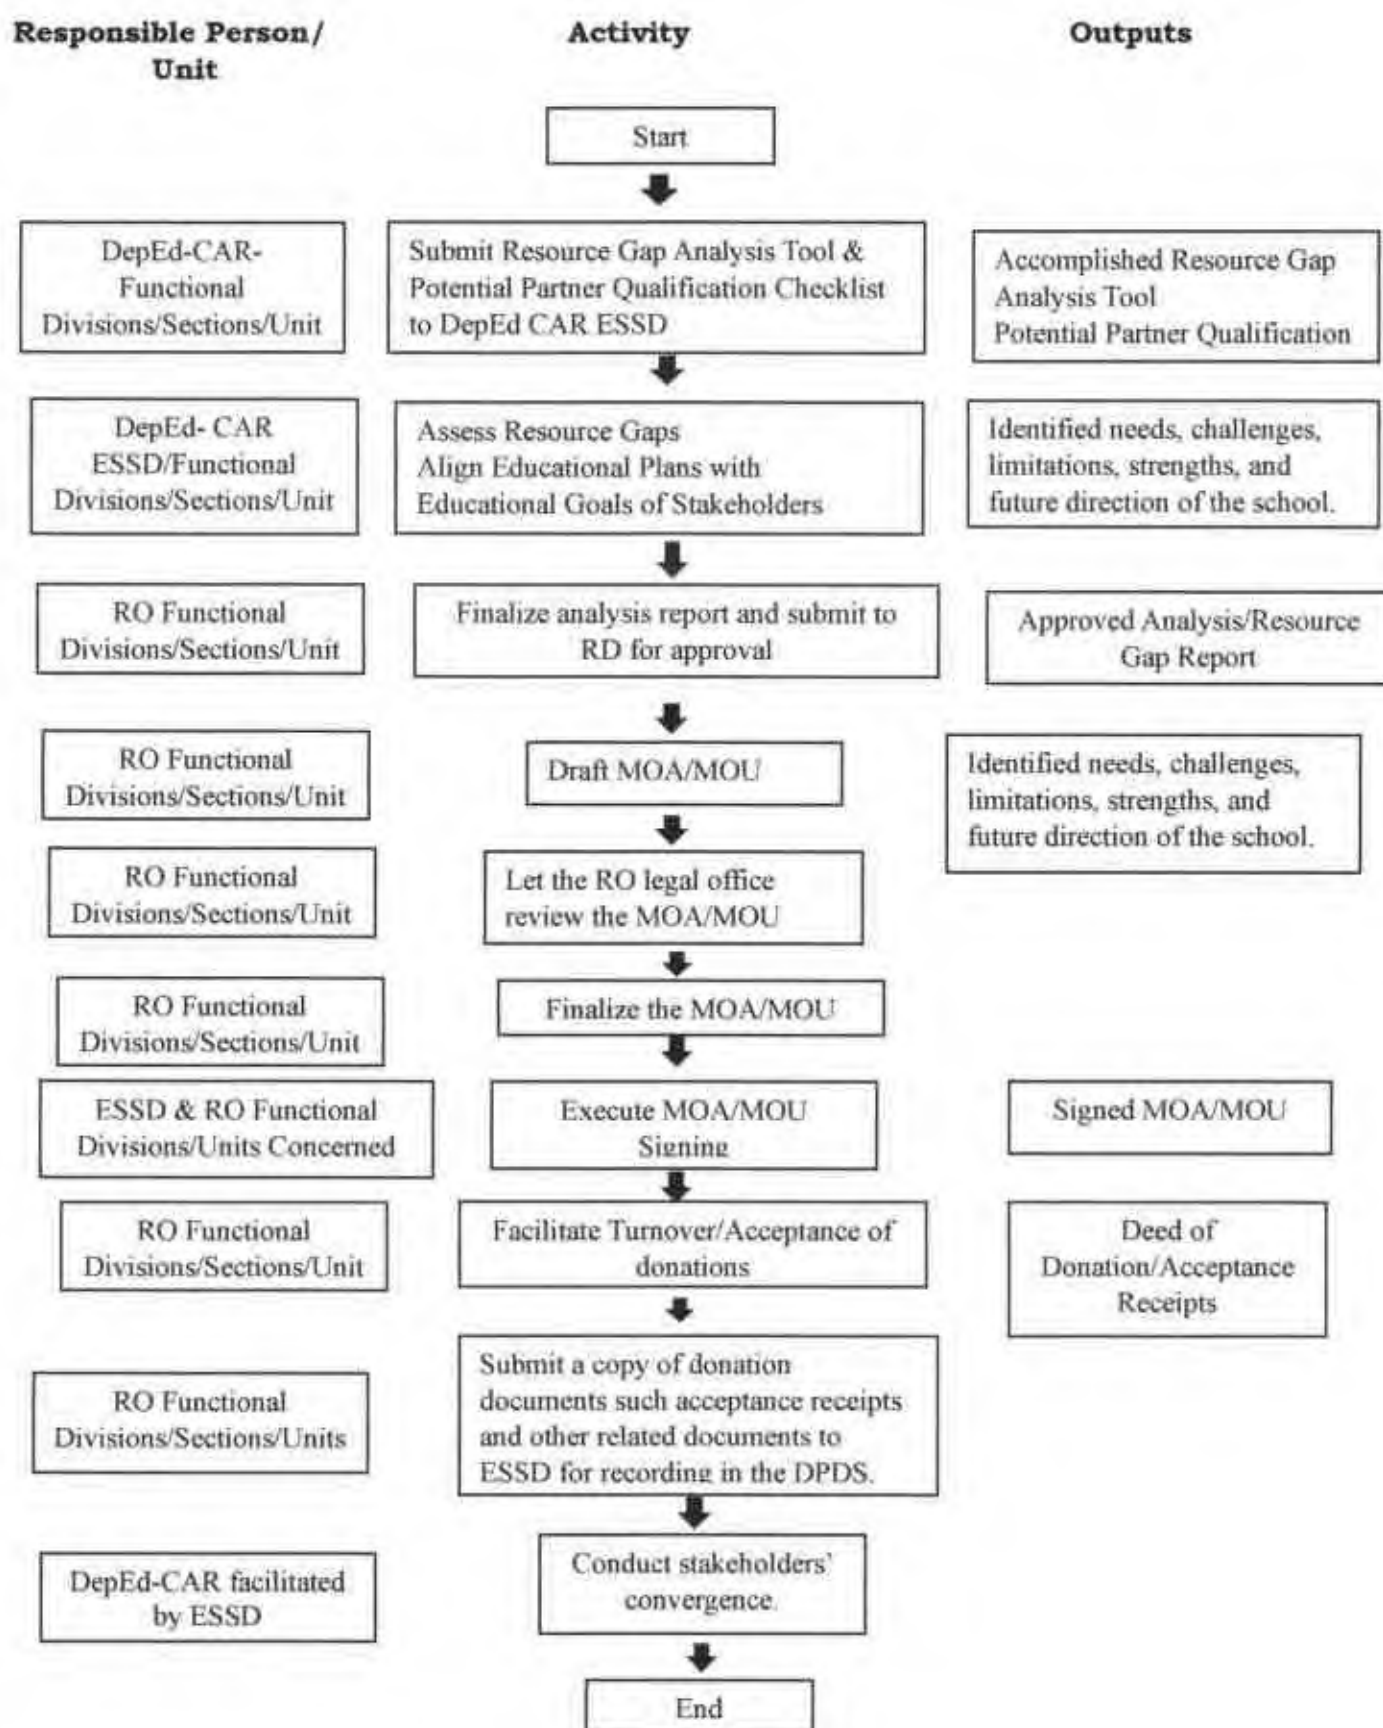 Responsible Person/
Unit
Activity
Outputs
Start
DepEd-CAR-
Functional
Divisions/Sections/Unit
Submit Resource Gap Analysis Tool &
Potential Partner Qualification Checklist
to DepEd CAR ESSD
Accomplished Resource Gap
Analysis Tool
Potential Partner Qualification
DepEd- CAR
ESSD/Functional
Divisions/Sections/Unit
Assess Resource Gaps
Align Educational Plans with
Educational Goals of Stakeholders
Identified needs, challenges,
limitations, strengths, and
future direction of the school.
RO Functional
Divisions/Sections/Unit
Finalize analysis report and submit to
RD for approval
Approved Analysis/Resource
Gap Report
RO Functional
Divisions/Sections/Unit
Draft MOA/MOU
Identified needs, challenges,
limitations, strengths, and
future direction of the school.
RO Functional
Divisions/Sections/Unit
Let the RO legal office
review the MOA/MOU
RO Functional
Divisions/Sections/Unit
Finalize the MOA/MOU
ESSD & RO Functional
Divisions/Units Concerned
Execute MOA/MOU
Signing
Signed MOA/MOU
RO Functional
Divisions/Sections/Unit
Facilitate Turnover/Acceptance of
donations
Deed of
Donation/Acceptance
Receipts
RO Functional
Divisions/Sections/Units
Submit a copy of donation
documents such acceptance receipts
and other related documents to
ESSD for recording in the DPDS.
DepEd-CAR facilitated
by ESSD
Conduct stakeholders'
convergence.
End